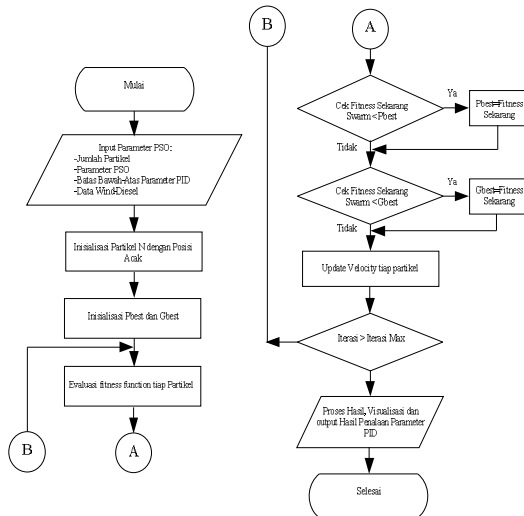 Mulai
Input Parameter PSO:
-Jumlah Partikel
-Parameter PSO
-Batas Bawah-Atas Parameter PID
-Data Wind-Diesel
Inisialisasi Partikel N dengan Posisi
Acak
Inisialisasi Pbest dan Gbest
Evaluasi fitness function tiap Partikel
B
A
B
A
Cek Fitness Sekarang
Swarm <Pbest
Ya
Pbest=Fitness
Sekarang
Tidak
Cek Fitness Sekarang
Swarm <Gbest
Ya
Gbest=Fitness
Sekarang
Tidak
Update Velocity tiap partikel
Iterasi > Iterasi Max
Proses Hasil, Visualisasi dan
output Hasil Penalaan Parameter
PID
Selesai